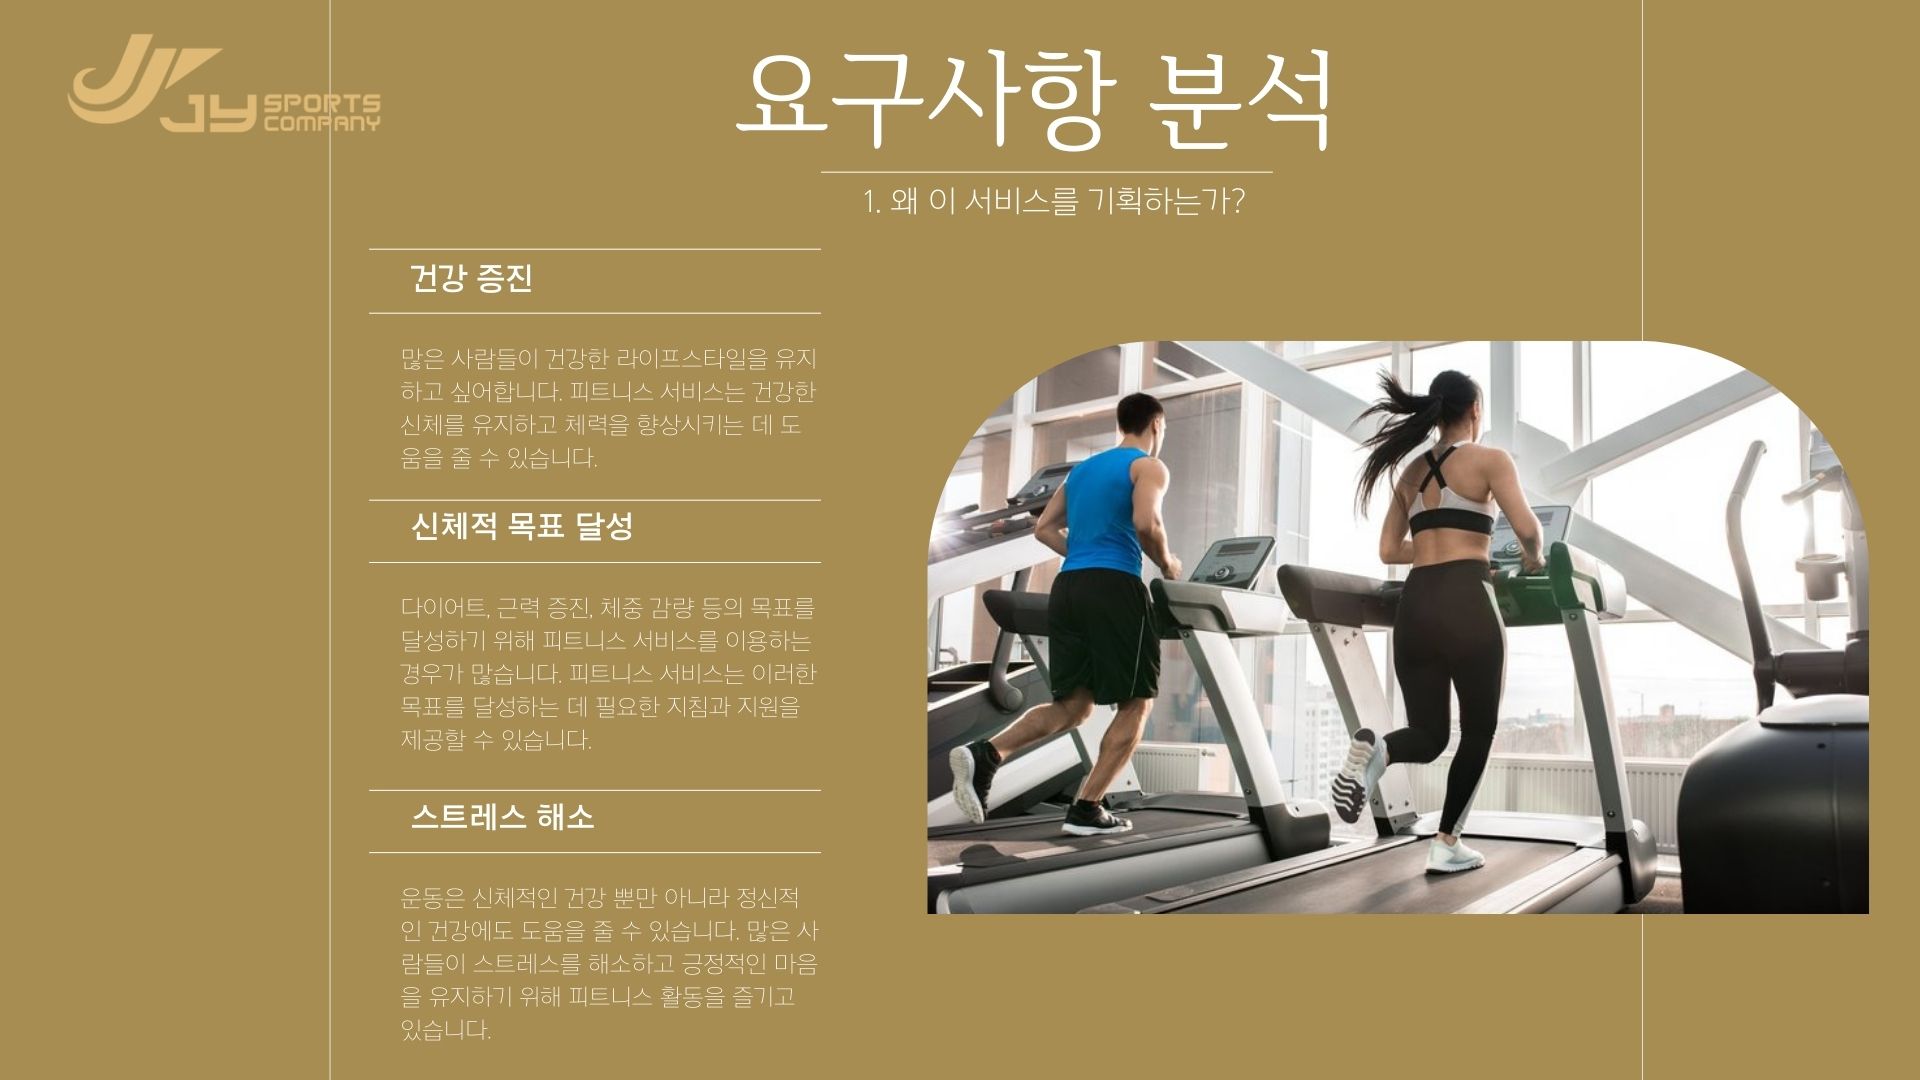 JY SPORTS
COMPANY
요구사항 분석
1. 왜 이 서비스를 기획하는가?
건강 증진
많은 사람들이 건강한 라이프스타일을 유지
하고 싶어합니다. 피트니스 서비스는 건강한
신체를 유지하고 체력을 향상시키는 데 도
움을 줄 수 있습니다.
신체적 목표 달성
다이어트, 근력 증진, 체중 감량 등의 목표를
달성하기 위해 피트니스 서비스를 이용하는
경우가 많습니다. 피트니스 서비스는 이러한
목표를 달성하는 데 필요한 지침과 지원을
제공할 수 있습니다.
스트레스 해소
운동은 신체적인 건강 뿐만 아니라 정신적
인 건강에도 도움을 줄 수 있습니다. 많은 사
람들이 스트레스를 해소하고 긍정적인 마음
을 유지하기 위해 피트니스 활동을 즐기고
있습니다.